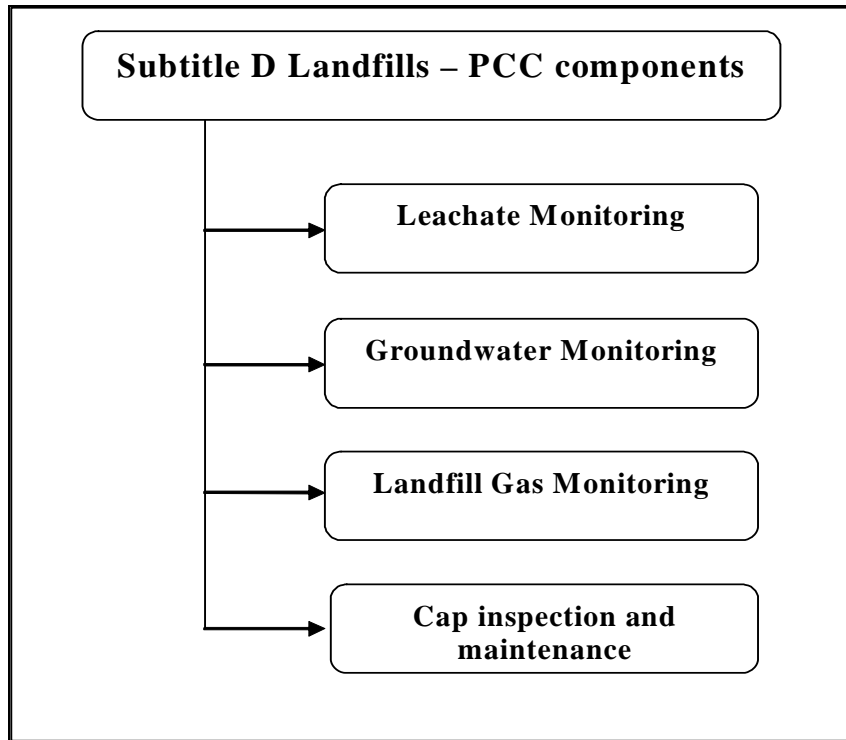 Subtitle D Landfills – PCC components
Leachate Monitoring
Groundwater Monitoring
Landfill Gas Monitoring
Cap inspection and
maintenance